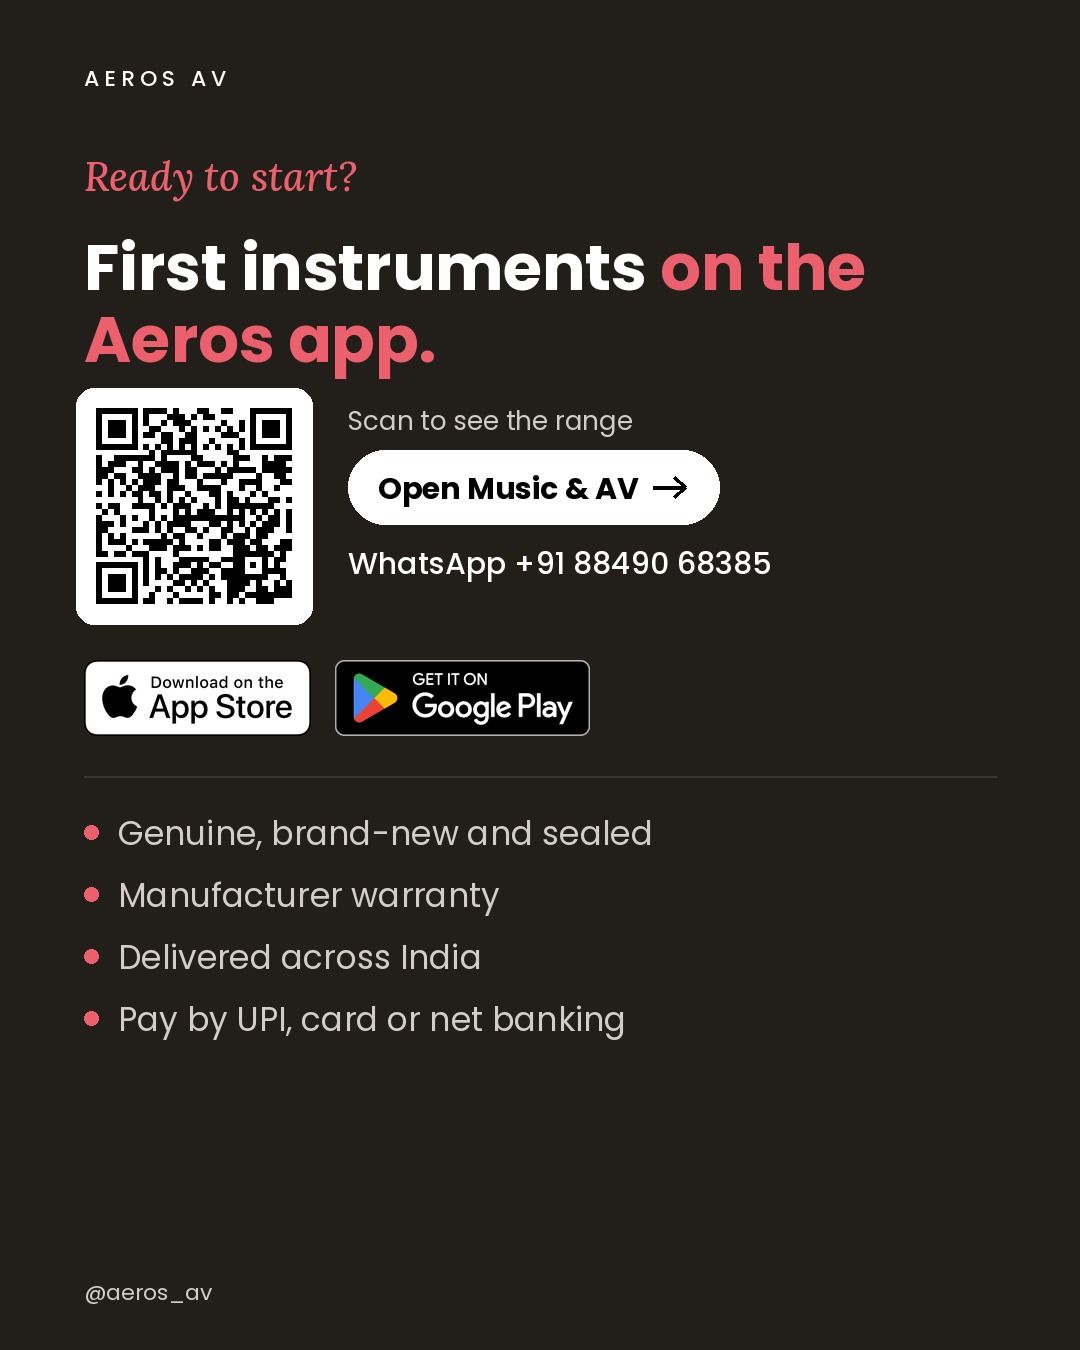 AEROS AV
Ready to start?
First instruments on the
Aeros app.
Scan to see the range
Open Music & AV →
WhatsApp +91 88490 68385
Download on the
App Store
GET IT ON
Google Play
Genuine, brand-new and sealed
Manufacturer warranty
Delivered across India
Pay by UPI, card or net banking
@aeros_av